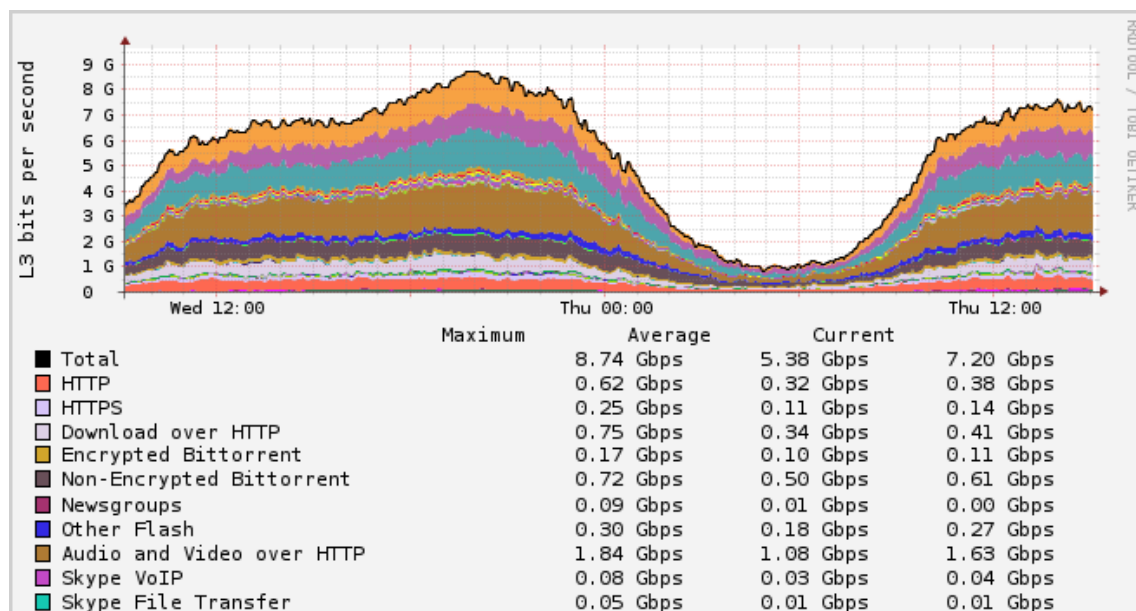 RRDTOOL / TOBI OETIKER
L3 bits per second
9 G
8 G
7 G
6 G
5 G
4 G
3 G
2 G
1 G
0
Wed 12:00 Thu 00:00 Thu 12:00
Maximum Average Current
Total 8.74 Gbps 5.38 Gbps 7.20 Gbps
HTTP 0.62 Gbps 0.32 Gbps 0.38 Gbps
HTTPS 0.25 Gbps 0.11 Gbps 0.14 Gbps
Download over HTTP 0.75 Gbps 0.34 Gbps 0.41 Gbps
Encrypted Bittorrent 0.17 Gbps 0.10 Gbps 0.11 Gbps
Non-Encrypted Bittorrent 0.72 Gbps 0.50 Gbps 0.61 Gbps
Newsgroups 0.09 Gbps 0.01 Gbps 0.00 Gbps
Other Flash 0.30 Gbps 0.18 Gbps 0.27 Gbps
Audio and Video over HTTP 1.84 Gbps 1.08 Gbps 1.63 Gbps
Skype VoIP 0.08 Gbps 0.03 Gbps 0.04 Gbps
Skype File Transfer 0.05 Gbps 0.01 Gbps 0.01 Gbps